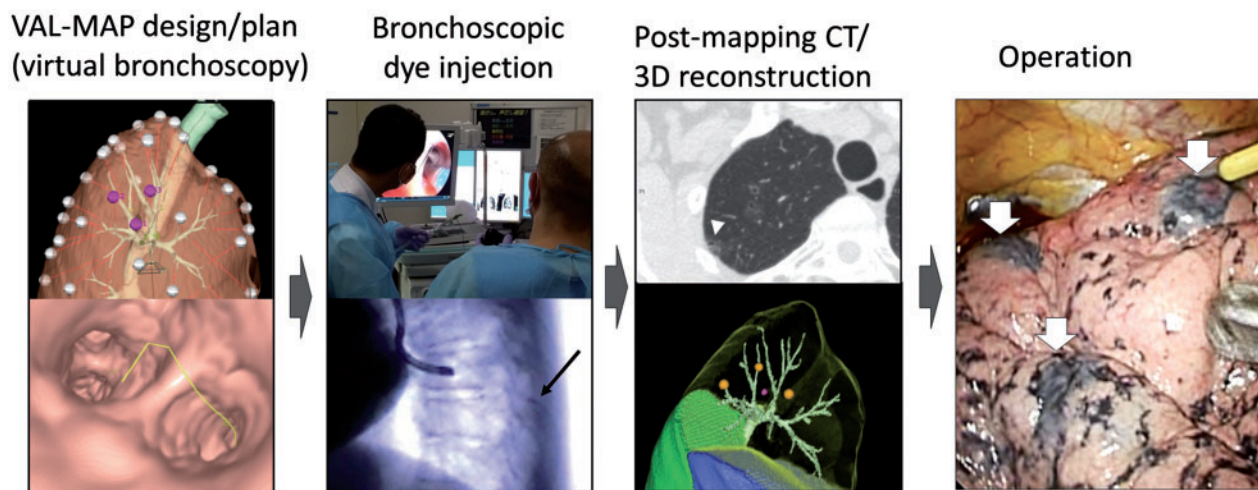 VAL-MAP design/plan
(virtual bronchoscopy)
Bronchoscopic
dye injection
Post-mapping CT/
3D reconstruction
Operation